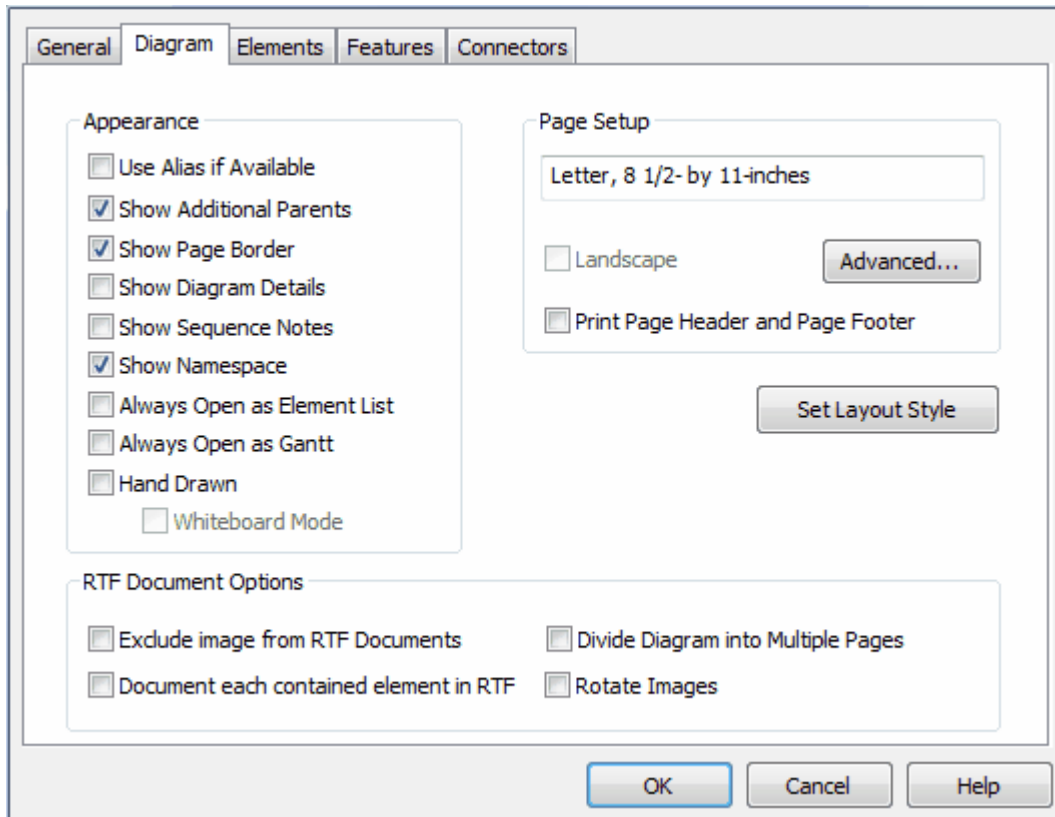 General Diagram Elements Features Connectors
Appearance
Use Alias if Available
Show Additional Parents
Show Page Border
Show Diagram Details
Show Sequence Notes
Show Namespace
Always Open as Element List
Always Open as Gantt
Hand Drawn
Whiteboard Mode
Page Setup
Letter, 8 1/2- by 11-inches
Landscape Advanced...
Print Page Header and Page Footer
Set Layout Style
RTF Document Options
Exclude image from RTF Documents Divide Diagram into Multiple Pages
Document each contained element in RTF Rotate Images
OK Cancel Help